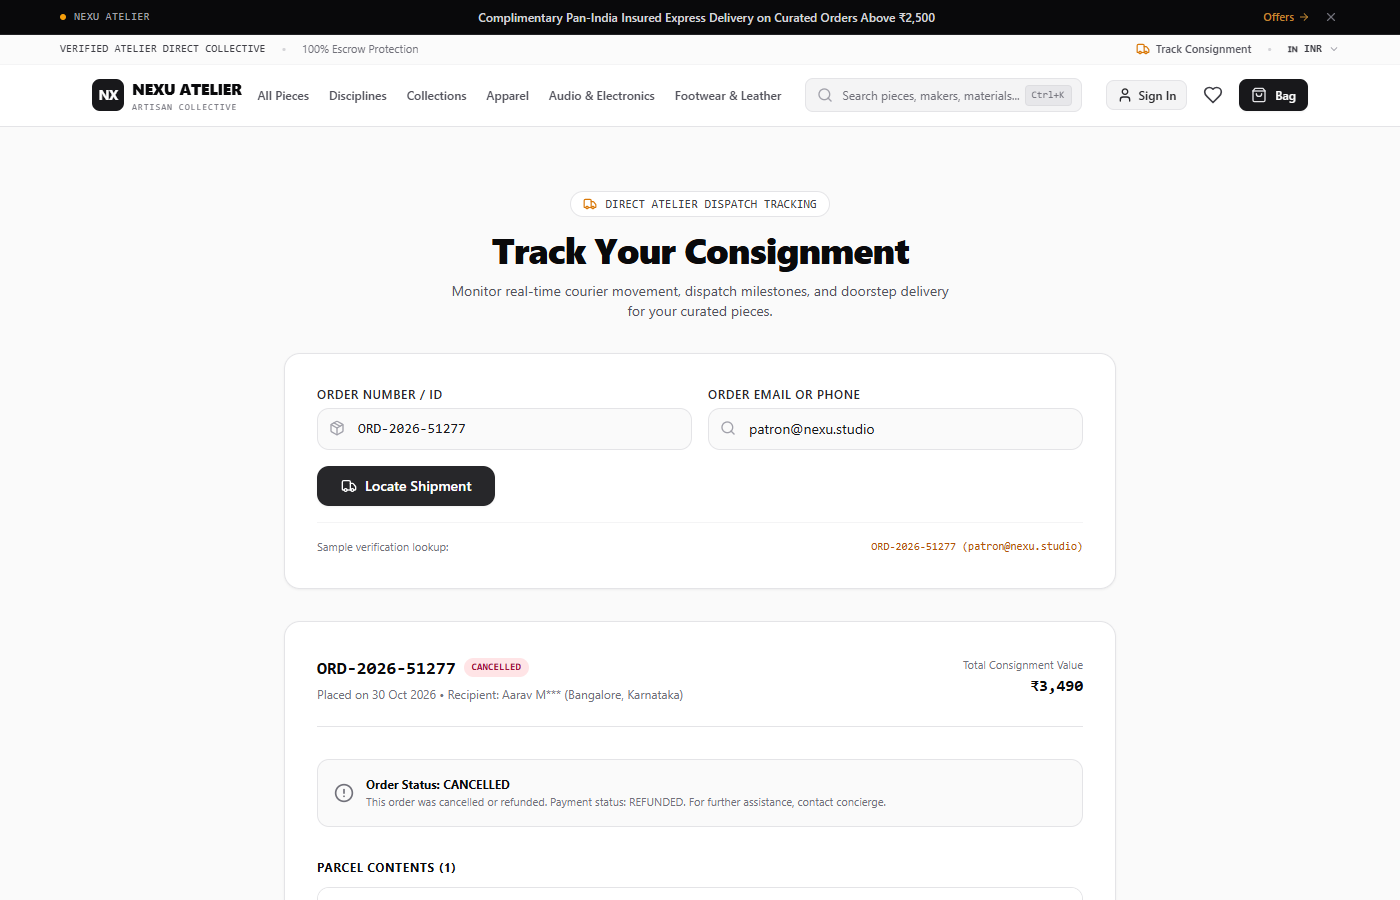 NEXU ATELIER
Complimentary Pan-India Insured Express Delivery on Curated Orders Above ₹2,500
Offers →
VERIFIED ATELIER DIRECT COLLECTIVE • 100% Escrow Protection
Track Consignment • IN INR
NX NEXU ATELIER
ARTISAN COLLECTIVE
All Pieces Disciplines Collections Apparel Audio & Electronics Footwear & Leather
Search pieces, makers, materials... Ctrl+K
Sign In
Bag
DIRECT ATELIER DISPATCH TRACKING
Track Your Consignment
Monitor real-time courier movement, dispatch milestones, and doorstep delivery
for your curated pieces.
ORDER NUMBER / ID
ORD-2026-51277
ORDER EMAIL OR PHONE
patron@nexu.studio
Locate Shipment
Sample verification lookup:
ORD-2026-51277 (patron@nexu.studio)
ORD-2026-51277 CANCELLED
Placed on 30 Oct 2026 • Recipient: Aarav M*** (Bangalore, Karnataka)
Total Consignment Value
₹3,490
Order Status: CANCELLED
This order was cancelled or refunded. Payment status: REFUNDED. For further assistance, contact concierge.
PARCEL CONTENTS (1)